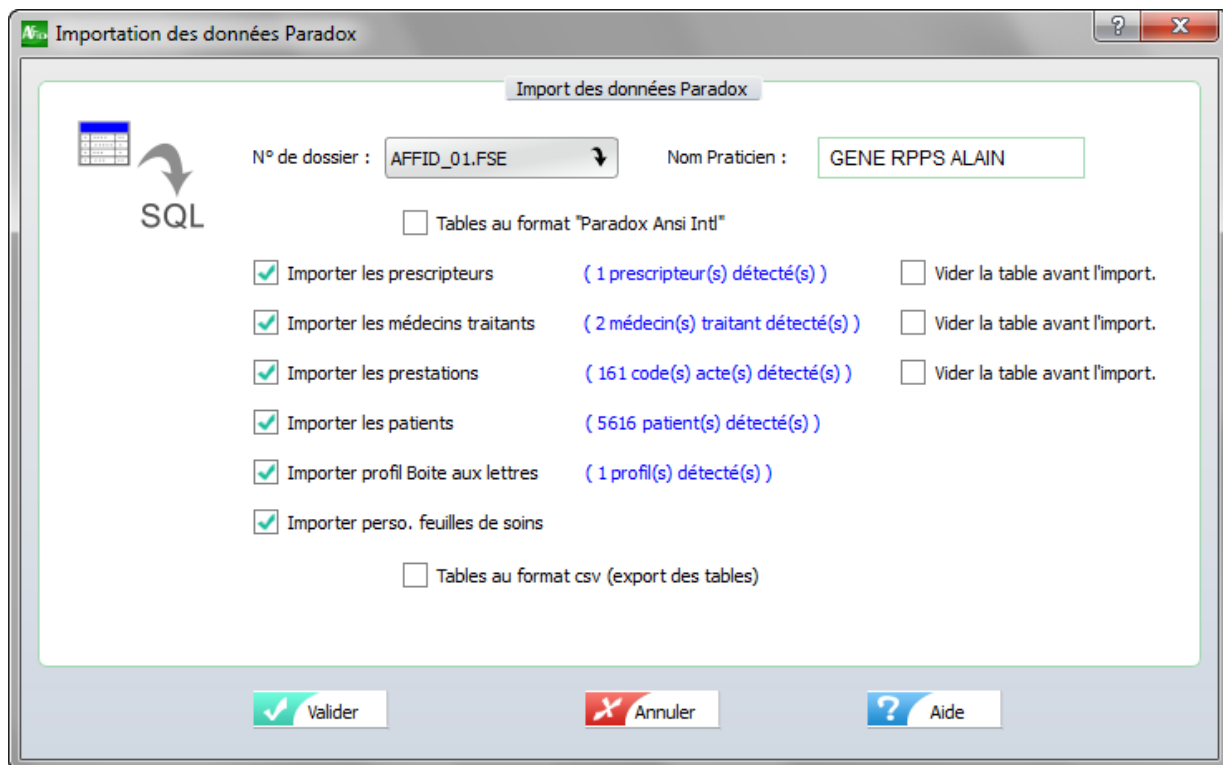 Affid Importation des données Paradox
Import des données Paradox
N° de dossier : AFFID_01.FSE Nom Praticien : GENE RPPS ALAIN
SQL
Tables au format "Paradox Ansi Intl"
Importer les prescripteurs ( 1 prescripteur(s) détecté(s) ) Vider la table avant l'import.
Importer les médecins traitants ( 2 médecin(s) traitant détecté(s) ) Vider la table avant l'import.
Importer les prestations ( 161 code(s) acte(s) détecté(s) ) Vider la table avant l'import.
Importer les patients ( 5616 patient(s) détecté(s) )
Importer profil Boite aux lettres ( 1 profil(s) détecté(s) )
Importer perso. feuilles de soins
Tables au format csv (export des tables)
Valider Annuler ? Aide